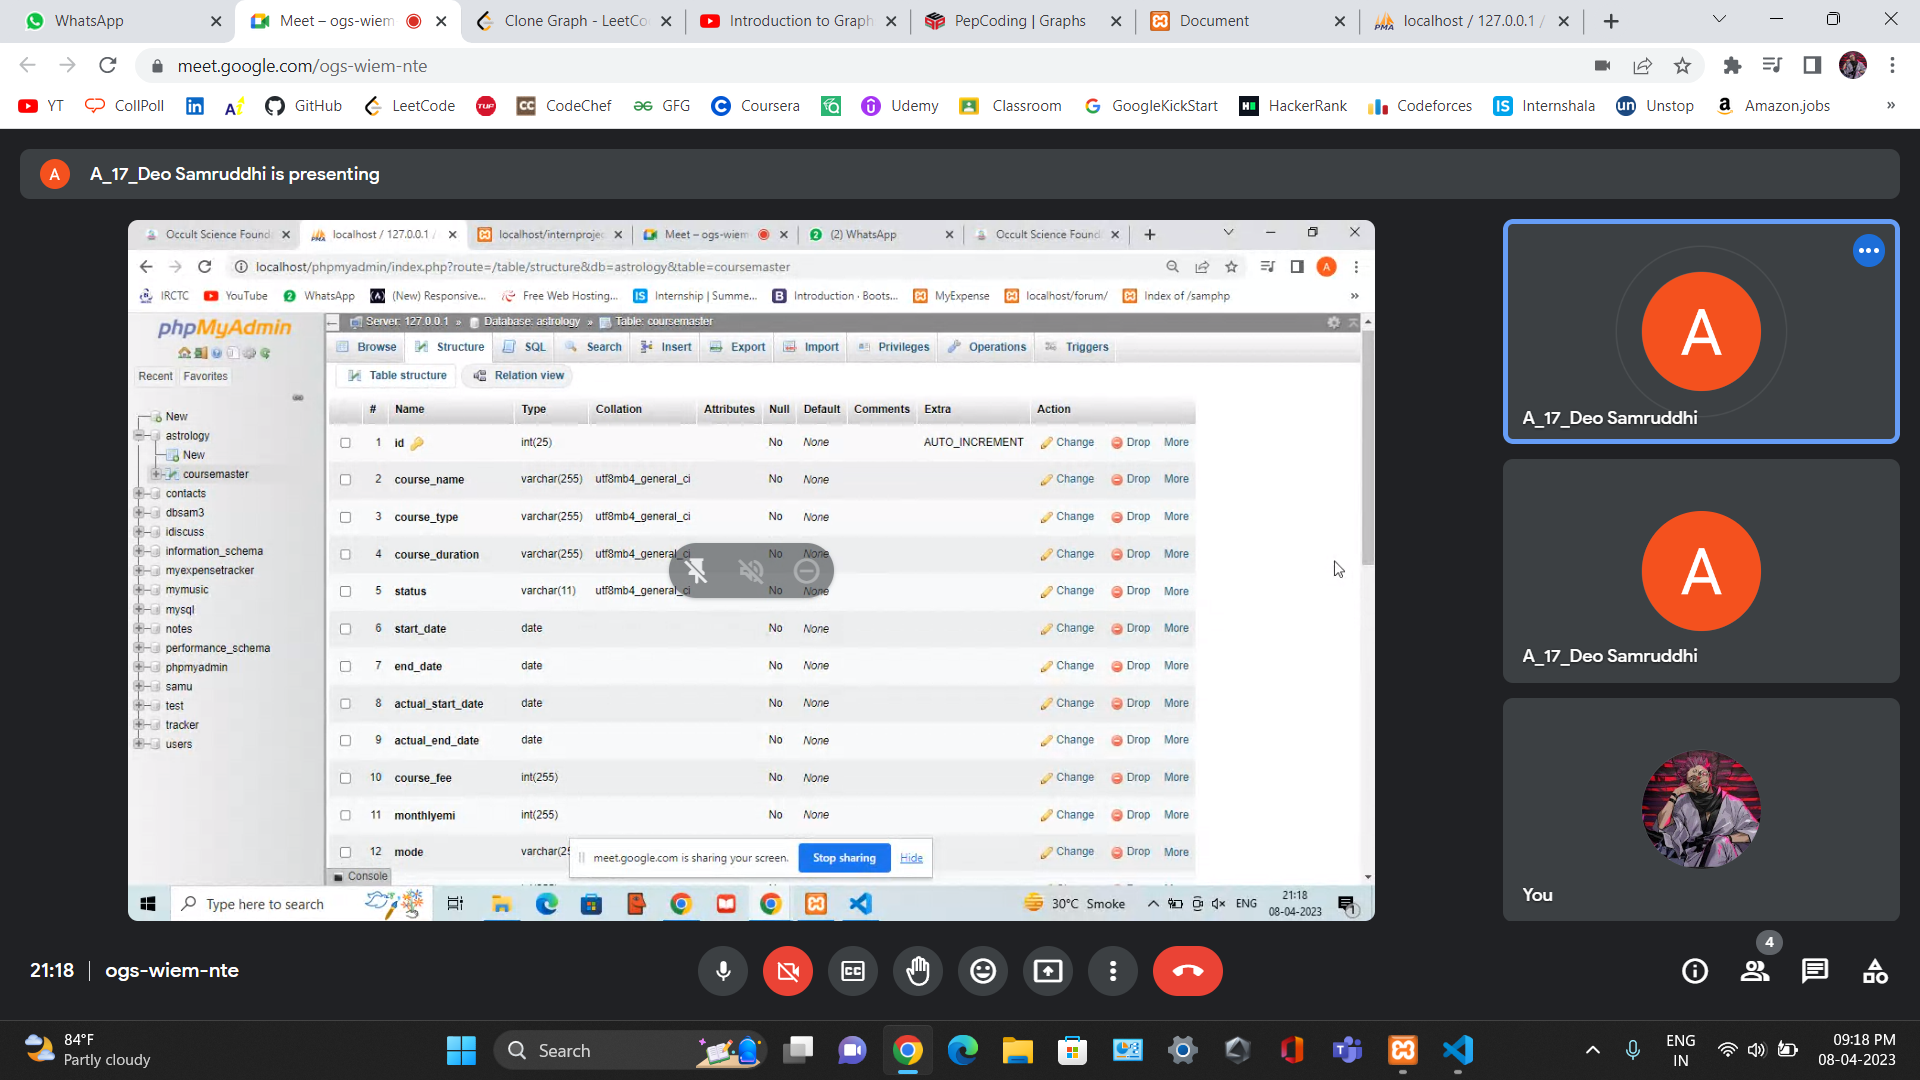 WhatsApp
Meet – ogs-wiem
Clone Graph - LeetCo
Introduction to Graph
PepCoding | Graphs
Document
localhost / 127.0.0.1 /
meet.google.com/ogs-wiem-nte
YT
CollPoll
GitHub
LeetCode
CodeChef
GFG
Coursera
Udemy
Classroom
GoogleKickStart
HackerRank
Codeforces
Internshala
Unstop
Amazon.jobs
»
A A_17_Deo Samruddhi is presenting
Occult Science Found
localhost / 127.0.0.1 /
localhost/internprojec
Meet – ogs-wiem
(2) WhatsApp
Occult Science Found
localhost/phpmyadmin/index.php?route=/table/structure&db=astrology&table=coursemaster
A
IRCTC
YouTube
WhatsApp
(New) Responsive...
Free Web Hosting...
Internship | Summe...
Introduction · Boots...
MyExpense
localhost/forum/
Index of /samphp
»
phpMyAdmin
Recent Favorites
New
astrology
New
coursemaster
contacts
dbsam3
idiscuss
information_schema
myexpensetracker
mymusic
mysql
notes
performance_schema
phpmyadmin
samu
test
tracker
users
Server: 127.0.0.1 » Database: astrology » Table: coursemaster
Browse Structure SQL Search Insert Export Import Privileges Operations Triggers
Table structure Relation view
# Name Type Collation Attributes Null Default Comments Extra Action
1 id int(25) No None AUTO_INCREMENT Change Drop More
2 course_name varchar(255) utf8mb4_general_ci No None Change Drop More
3 course_type varchar(255) utf8mb4_general_ci No None Change Drop More
4 course_duration varchar(255) utf8mb4_general_ci No None Change Drop More
5 status varchar(11) utf8mb4_general_ci No None Change Drop More
6 start_date date No None Change Drop More
7 end_date date No None Change Drop More
8 actual_start_date date No None Change Drop More
9 actual_end_date date No None Change Drop More
10 course_fee int(255) No None Change Drop More
11 monthlyemi int(255) No None Change Drop More
12 mode varchar(25 Change Drop More
meet.google.com is sharing your screen. Stop sharing Hide
Console
Type here to search
30°C Smoke
ENG
21:18
08-04-2023
1
A
A_17_Deo Samruddhi
A
A_17_Deo Samruddhi
You
21:18 | ogs-wiem-nte
4
84°F
Partly cloudy
Search
ENG
IN
09:18 PM
08-04-2023